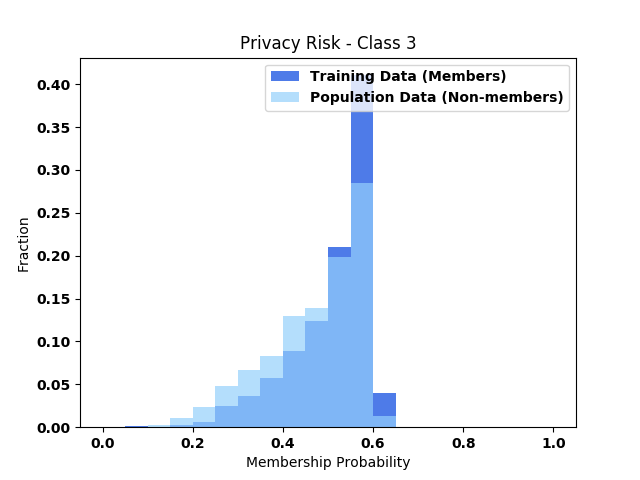 Privacy Risk - Class 3
Training Data (Members)
Population Data (Non-members)
0.40
0.35
0.30
0.25
0.20
0.15
0.10
0.05
0.00
Fraction
0.0 0.2 0.4 0.6 0.8 1.0
Membership Probability